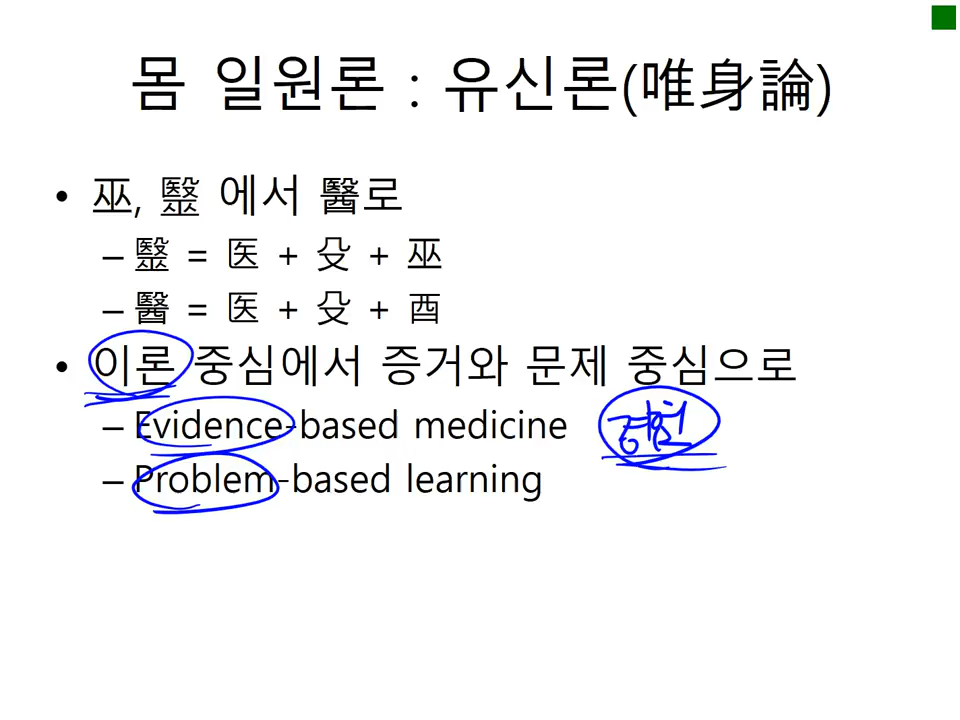 몸 일원론 : 유신론(唯身論)
• 巫, 毉 에서 醫로
– 毉 = 医 + 殳 + 巫
– 醫 = 医 + 殳 + 酉
• 이론 중심에서 증거와 문제 중심으로
– Evidence-based medicine 경험
– Problem-based learning